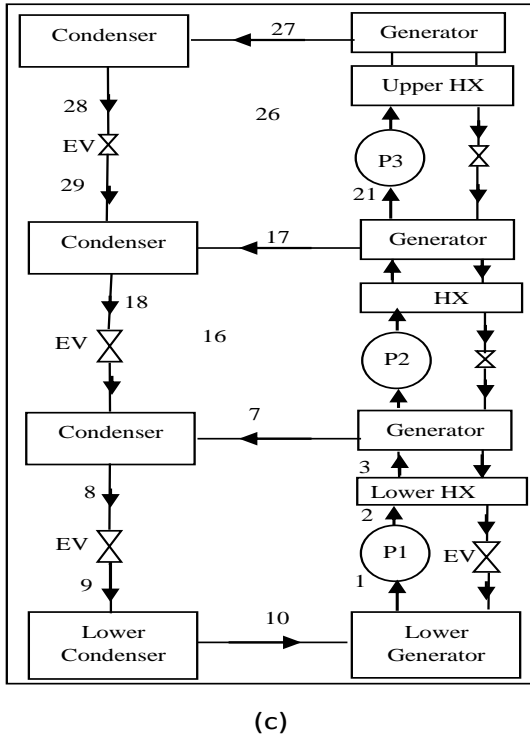 27
Condenser
Generator
Upper HX
28
26
EV
P3
29
21
Condenser
17
Generator
18
HX
EV
16
P2
Condenser
7
Generator
3
8
Lower HX
2
EV
P1
EV
9
1
10
Lower
Condenser
Lower
Generator
(c)